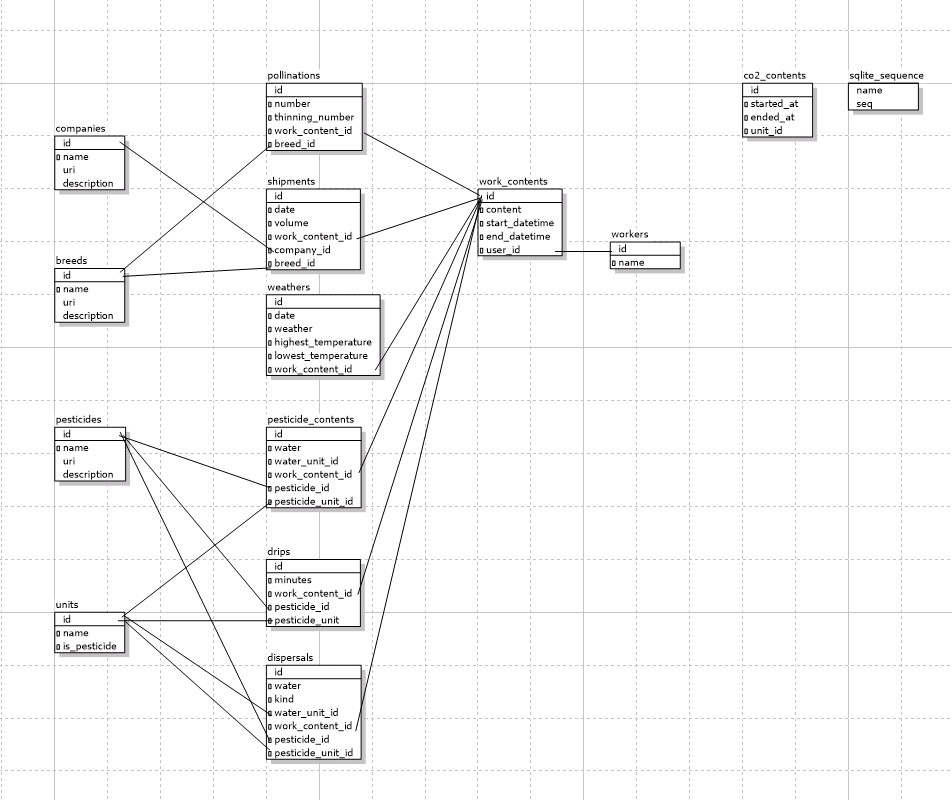 pollinations
id
number
thinning_number
work_content_id
breed_id
co2_contents
id
started_at
ended_at
unit_id
sqlite_sequence
name
seq
companies
id
name
uri
description
shipments
id
date
volume
work_content_id
company_id
breed_id
work_contents
id
content
start_datetime
end_datetime
user_id
workers
id
name
breeds
id
name
uri
description
weathers
id
date
weather
highest_temperature
lowest_temperature
work_content_id
pesticides
id
name
uri
description
pesticide_contents
id
water
water_unit_id
work_content_id
pesticide_id
pesticide_unit_id
drips
id
minutes
work_content_id
pesticide_id
pesticide_unit
units
id
name
is_pesticide
dispersals
id
water
kind
water_unit_id
work_content_id
pesticide_id
pesticide_unit_id